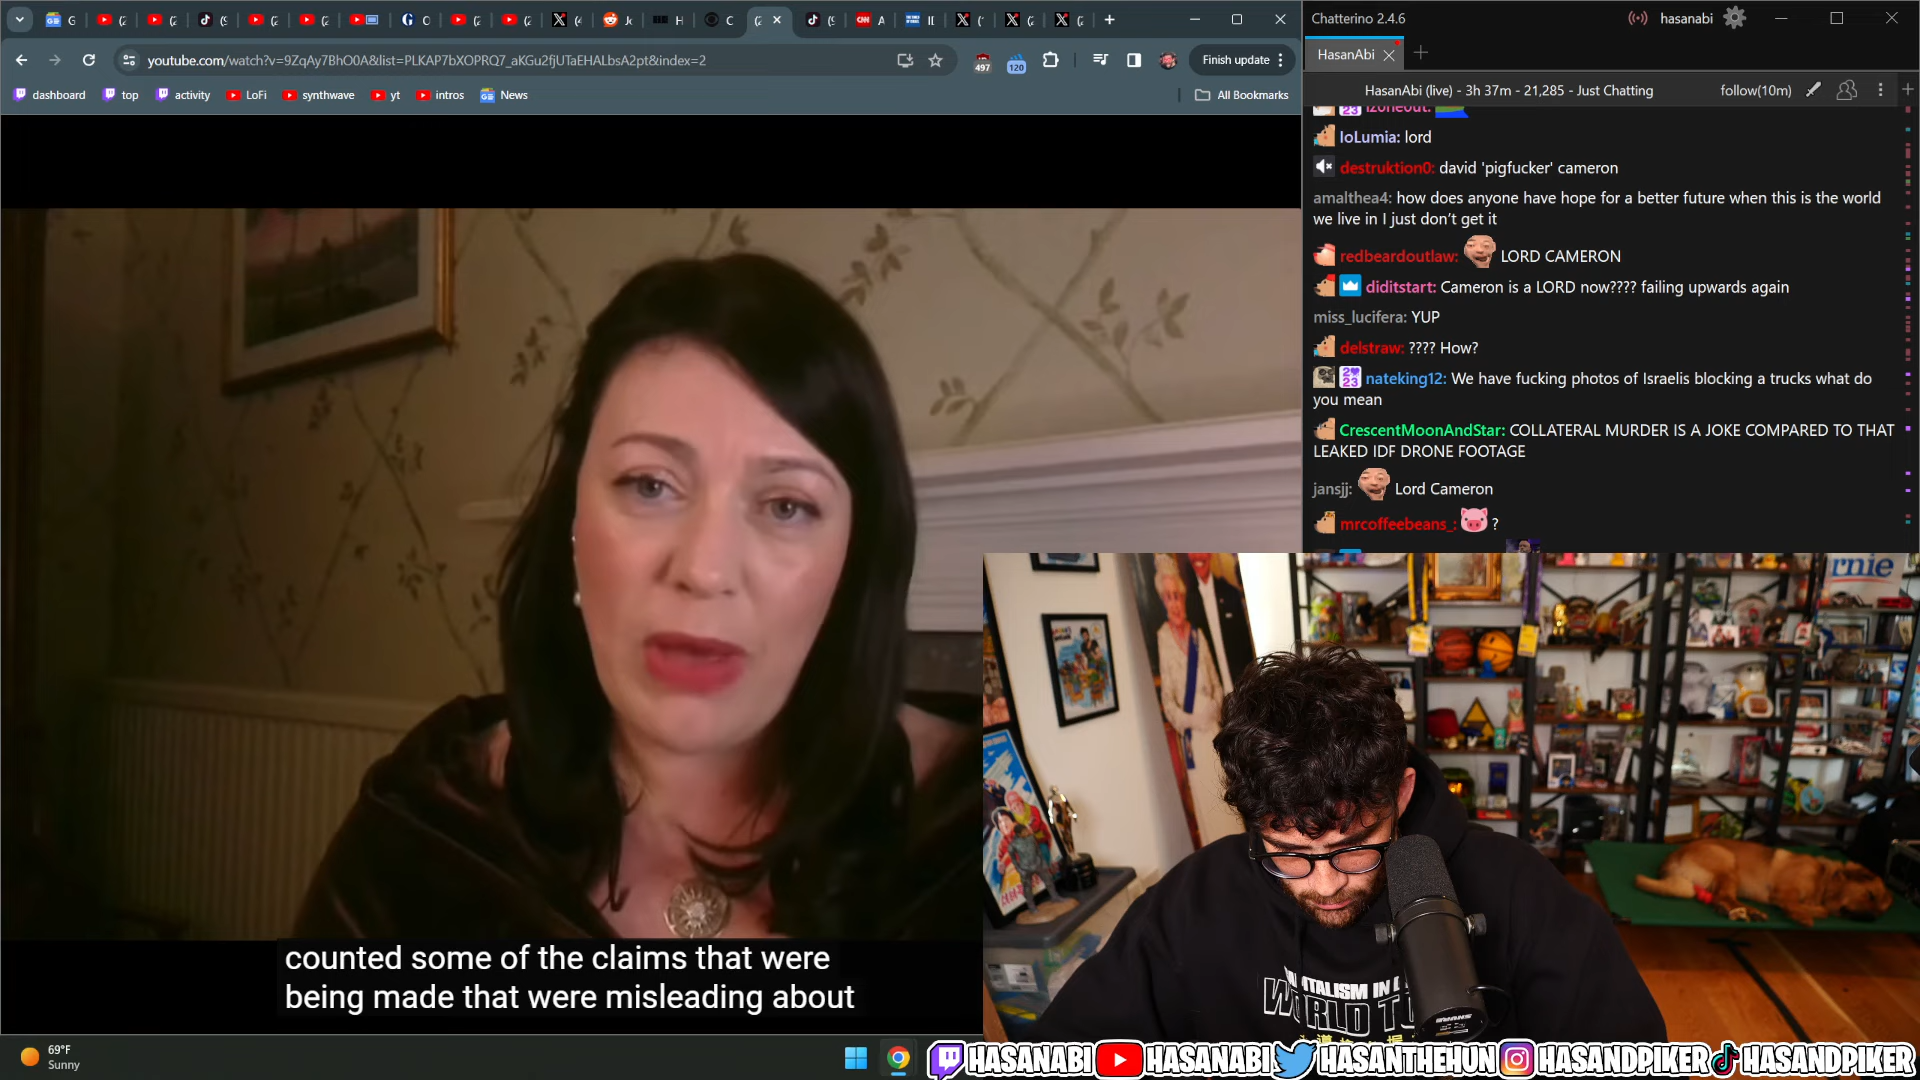 Chatterino 2.4.6
hasanabi
youtube.com/watch?v=9ZqAy7BhO0A&list=PLKAP7bXOPRQ7_aKGu2fjUTaEHALbsA2pt&index=2
497
120
Finish update
HasanAbi
dashboard
top
activity
LoFi
synthwave
yt
intros
News
All Bookmarks
HasanAbi (live) - 3h 37m - 21,285 - Just Chatting
follow(10m)
IoLumia: lord
destruktion0: david 'pigfucker' cameron
amalthea4: how does anyone have hope for a better future when this is the world
we live in I just don’t get it
redbeardoutlaw: LORD CAMERON
diditstart: Cameron is a LORD now???? failing upwards again
miss_lucifera: YUP
delstraw: ???? How?
nateking12: We have fucking photos of Israelis blocking a trucks what do
you mean
CrescentMoonAndStar: COLLATERAL MURDER IS A JOKE COMPARED TO THAT
LEAKED IDF DRONE FOOTAGE
jansjj: Lord Cameron
mrcoffeebeans_: ?
rnie
counted some of the claims that were
being made that were misleading about
WORLD TO
69°F
Sunny
HASANABI HASANABI HASANTHEHUN HASANDPIKER HASANDPIKER